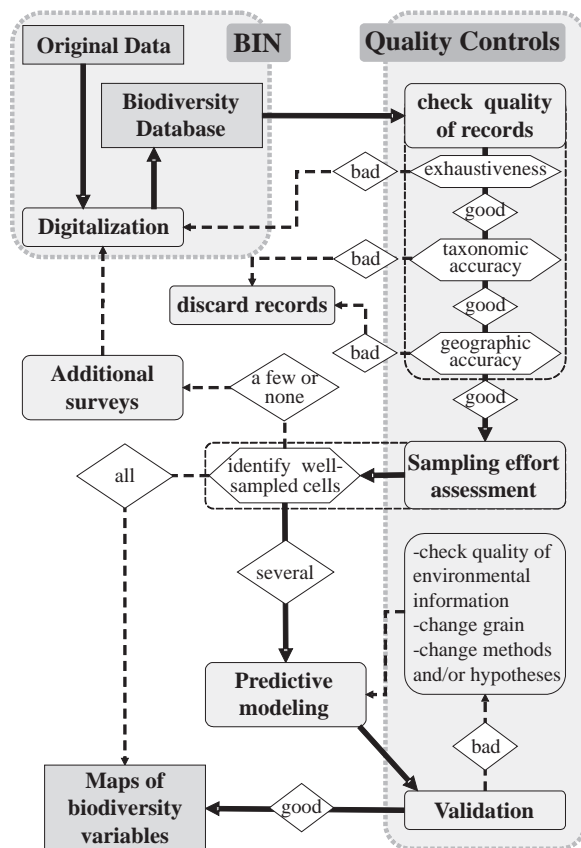 Original Data
BIN
Quality Controls
Biodiversity
Database
check quality
of records
bad
exhaustiveness
good
Digitalization
bad
taxonomic
accuracy
good
discard records
bad
geographic
accuracy
good
Additional
surveys
a few or
none
all
identify well-
sampled cells
Sampling effort
assessment
several
-check quality of
environmental
information
-change grain
-change methods
and/or hypotheses
Predictive
modeling
bad
Maps of
biodiversity
variables
good
Validation